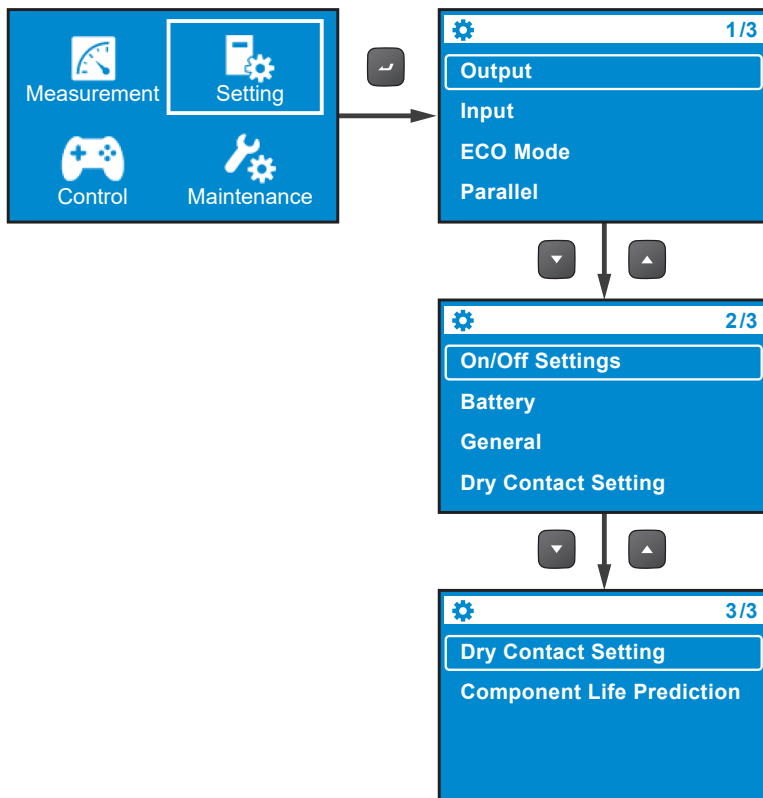 Measurement
Setting
Control
Maintenance
1/3
Output
Input
ECO Mode
Parallel
2/3
On/Off Settings
Battery
General
Dry Contact Setting
3/3
Dry Contact Setting
Component Life Prediction